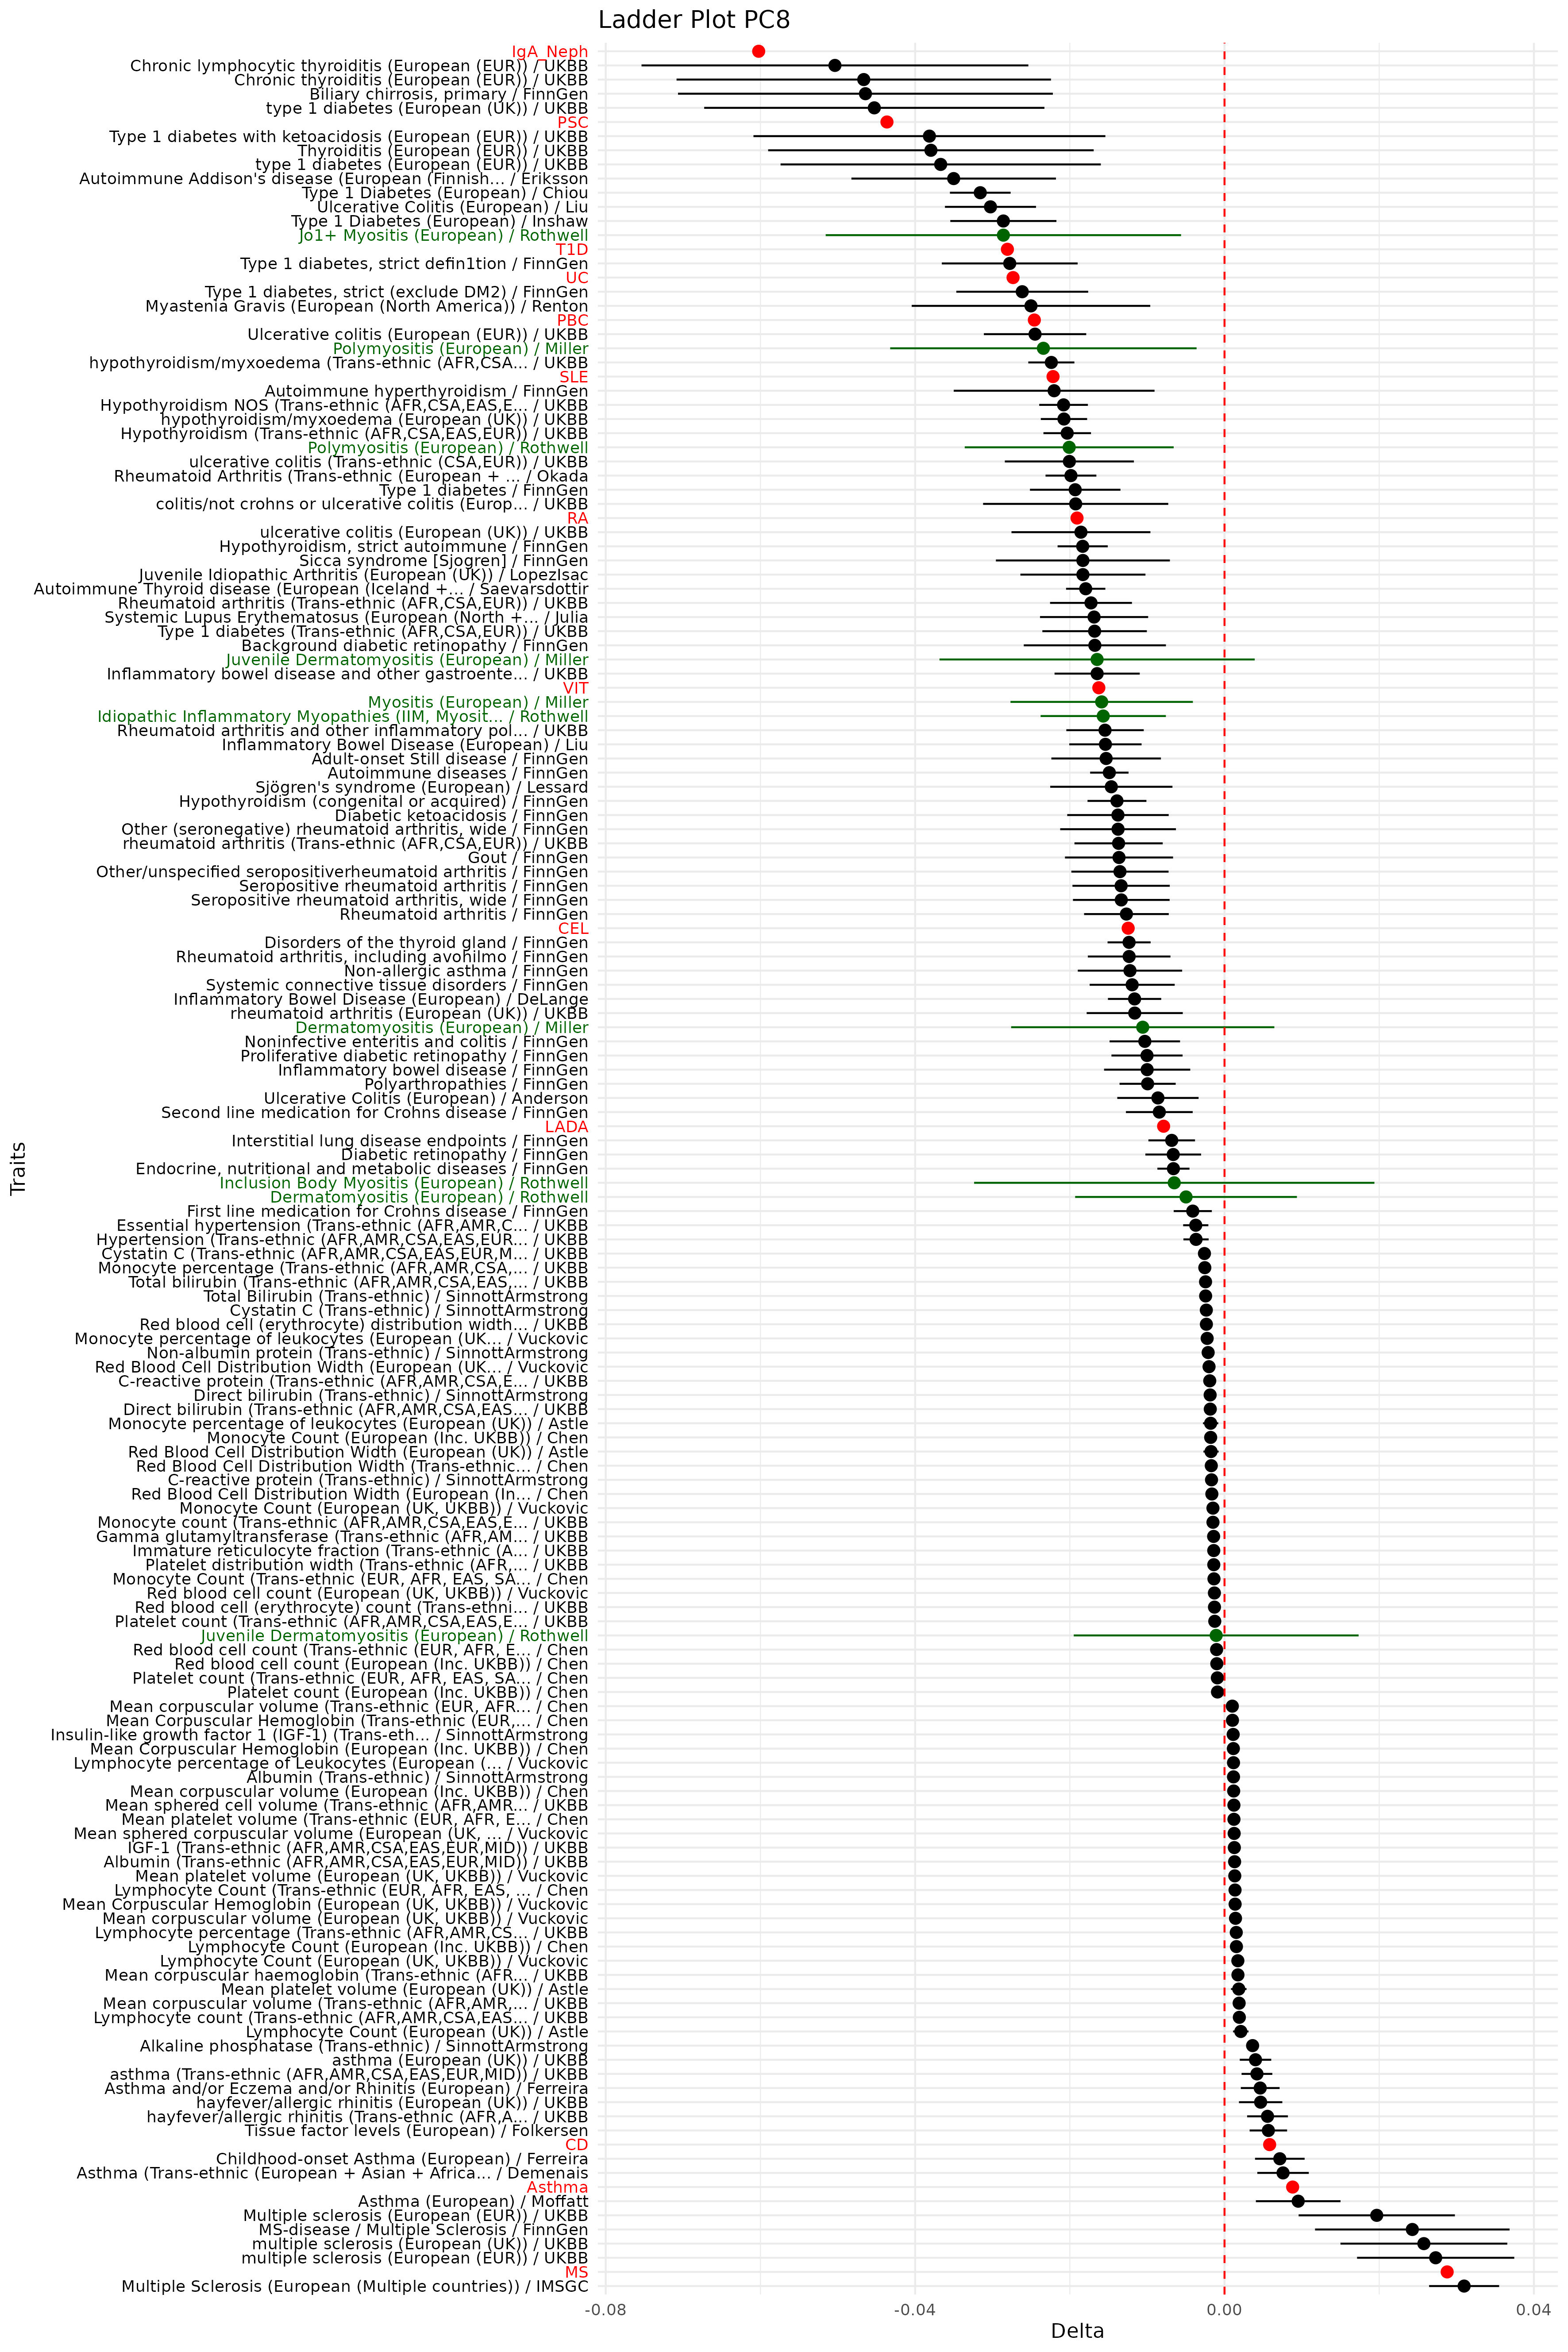 Ladder Plot PC8
IgA_Neph
Chronic lymphocytic thyroiditis (European (EUR)) / UKBB
Chronic thyroiditis (European (EUR)) / UKBB
Biliary chirrosis, primary / FinnGen
type 1 diabetes (European (UK)) / UKBB
PSC
Type 1 diabetes with ketoacidosis (European (EUR)) / UKBB
Thyroiditis (European (EUR)) / UKBB
type 1 diabetes (European (EUR)) / UKBB
Autoimmune Addison's disease (European (Finnish... / Eriksson
Type 1 Diabetes (European) / Chiou
Ulcerative Colitis (European) / Liu
Type 1 Diabetes (European) / Inshaw
Jo1+ Myositis (European) / Rothwell
T1D
Type 1 diabetes, strict defin1tion / FinnGen
UC
Type 1 diabetes, strict (exclude DM2) / FinnGen
Myastenia Gravis (European (North America)) / Renton
PBC
Ulcerative colitis (European (EUR)) / UKBB
Polymyositis (European) / Miller
hypothyroidism/myxoedema (Trans-ethnic (AFR,CSA... / UKBB
SLE
Autoimmune hyperthyroidism / FinnGen
Hypothyroidism NOS (Trans-ethnic (AFR,CSA,EAS,E... / UKBB
hypothyroidism/myxoedema (European (UK)) / UKBB
Hypothyroidism (Trans-ethnic (AFR,CSA,EAS,EUR)) / UKBB
Polymyositis (European) / Rothwell
ulcerative colitis (Trans-ethnic (CSA,EUR)) / UKBB
Rheumatoid Arthritis (Trans-ethnic (European + ... / Okada
Type 1 diabetes / FinnGen
colitis/not crohns or ulcerative colitis (Europ... / UKBB
RA
ulcerative colitis (European (UK)) / UKBB
Hypothyroidism, strict autoimmune / FinnGen
Sicca syndrome [Sjogren] / FinnGen
Juvenile Idiopathic Arthritis (European (UK)) / LopezIsac
Autoimmune Thyroid disease (European (Iceland +... / Saevarsdottir
Rheumatoid arthritis (Trans-ethnic (AFR,CSA,EUR)) / UKBB
Systemic Lupus Erythematosus (European (North +... / Julia
Type 1 diabetes (Trans-ethnic (AFR,CSA,EUR)) / UKBB
Background diabetic retinopathy / FinnGen
Juvenile Dermatomyositis (European) / Miller
Inflammatory bowel disease and other gastroente... / UKBB
VIT
Myositis (European) / Miller
Idiopathic Inflammatory Myopathies (IIM, Myosit... / Rothwell
Rheumatoid arthritis and other inflammatory pol... / UKBB
Inflammatory Bowel Disease (European) / Liu
Adult-onset Still disease / FinnGen
Autoimmune diseases / FinnGen
Sjögren's syndrome (European) / Lessard
Hypothyroidism (congenital or acquired) / FinnGen
Diabetic ketoacidosis / FinnGen
Other (seronegative) rheumatoid arthritis, wide / FinnGen
rheumatoid arthritis (Trans-ethnic (AFR,CSA,EUR)) / UKBB
Gout / FinnGen
Other/unspecified seropositiverheumatoid arthritis / FinnGen
Seropositive rheumatoid arthritis / FinnGen
Seropositive rheumatoid arthritis, wide / FinnGen
Rheumatoid arthritis / FinnGen
CEL
Disorders of the thyroid gland / FinnGen
Rheumatoid arthritis, including avohilmo / FinnGen
Non-allergic asthma / FinnGen
Systemic connective tissue disorders / FinnGen
Inflammatory Bowel Disease (European) / DeLange
rheumatoid arthritis (European (UK)) / UKBB
Dermatomyositis (European) / Miller
Noninfective enteritis and colitis / FinnGen
Proliferative diabetic retinopathy / FinnGen
Inflammatory bowel disease / FinnGen
Polyarthropathies / FinnGen
Ulcerative Colitis (European) / Anderson
Second line medication for Crohns disease / FinnGen
LADA
Interstitial lung disease endpoints / FinnGen
Diabetic retinopathy / FinnGen
Endocrine, nutritional and metabolic diseases / FinnGen
Inclusion Body Myositis (European) / Rothwell
Dermatomyositis (European) / Rothwell
First line medication for Crohns disease / FinnGen
Essential hypertension (Trans-ethnic (AFR,AMR,C... / UKBB
Hypertension (Trans-ethnic (AFR,AMR,CSA,EAS,EUR... / UKBB
Cystatin C (Trans-ethnic (AFR,AMR,CSA,EAS,EUR,M... / UKBB
Monocyte percentage (Trans-ethnic (AFR,AMR,CSA,... / UKBB
Total bilirubin (Trans-ethnic (AFR,AMR,CSA,EAS,... / UKBB
Total Bilirubin (Trans-ethnic) / SinnottArmstrong
Cystatin C (Trans-ethnic) / SinnottArmstrong
Red blood cell (erythrocyte) distribution width... / UKBB
Monocyte percentage of leukocytes (European (UK... / Vuckovic
Non-albumin protein (Trans-ethnic) / SinnottArmstrong
Red Blood Cell Distribution Width (European (UK... / Vuckovic
C-reactive protein (Trans-ethnic (AFR,AMR,CSA,E... / UKBB
Direct bilirubin (Trans-ethnic) / SinnottArmstrong
Direct bilirubin (Trans-ethnic (AFR,AMR,CSA,EAS... / UKBB
Monocyte percentage of leukocytes (European (UK)) / Astle
Monocyte Count (European (Inc. UKBB)) / Chen
Red Blood Cell Distribution Width (European (UK)) / Astle
Red Blood Cell Distribution Width (Trans-ethnic... / Chen
C-reactive protein (Trans-ethnic) / SinnottArmstrong
Red Blood Cell Distribution Width (European (In... / Chen
Monocyte Count (European (UK, UKBB)) / Vuckovic
Monocyte count (Trans-ethnic (AFR,AMR,CSA,EAS,E... / UKBB
Gamma glutamyltransferase (Trans-ethnic (AFR,AM... / UKBB
Immature reticulocyte fraction (Trans-ethnic (A... / UKBB
Platelet distribution width (Trans-ethnic (AFR,... / UKBB
Monocyte Count (Trans-ethnic (EUR, AFR, EAS, SA... / Chen
Red blood cell count (European (UK, UKBB)) / Vuckovic
Red blood cell (erythrocyte) count (Trans-ethni... / UKBB
Platelet count (Trans-ethnic (AFR,AMR,CSA,EAS,E... / UKBB
Juvenile Dermatomyositis (European) / Rothwell
Red blood cell count (Trans-ethnic (EUR, AFR, E... / Chen
Red blood cell count (European (Inc. UKBB)) / Chen
Platelet count (Trans-ethnic (EUR, AFR, EAS, SA... / Chen
Platelet count (European (Inc. UKBB)) / Chen
Mean corpuscular volume (Trans-ethnic (EUR, AFR... / Chen
Mean Corpuscular Hemoglobin (Trans-ethnic (EUR,... / Chen
Insulin-like growth factor 1 (IGF-1) (Trans-eth... / SinnottArmstrong
Mean Corpuscular Hemoglobin (European (Inc. UKBB)) / Chen
Lymphocyte percentage of Leukocytes (European (... / Vuckovic
Albumin (Trans-ethnic) / SinnottArmstrong
Mean corpuscular volume (European (Inc. UKBB)) / Chen
Mean sphered cell volume (Trans-ethnic (AFR,AMR... / UKBB
Mean platelet volume (Trans-ethnic (EUR, AFR, E... / Chen
Mean sphered corpuscular volume (European (UK, ... / Vuckovic
IGF-1 (Trans-ethnic (AFR,AMR,CSA,EAS,EUR,MID)) / UKBB
Albumin (Trans-ethnic (AFR,AMR,CSA,EAS,EUR,MID)) / UKBB
Mean platelet volume (European (UK, UKBB)) / Vuckovic
Lymphocyte Count (Trans-ethnic (EUR, AFR, EAS, ... / Chen
Mean Corpuscular Hemoglobin (European (UK, UKBB)) / Vuckovic
Mean corpuscular volume (European (UK, UKBB)) / Vuckovic
Lymphocyte percentage (Trans-ethnic (AFR,AMR,CS... / UKBB
Lymphocyte Count (European (Inc. UKBB)) / Chen
Lymphocyte Count (European (UK, UKBB)) / Vuckovic
Mean corpuscular haemoglobin (Trans-ethnic (AFR... / UKBB
Mean platelet volume (European (UK)) / Astle
Mean corpuscular volume (Trans-ethnic (AFR,AMR,... / UKBB
Lymphocyte count (Trans-ethnic (AFR,AMR,CSA,EAS... / UKBB
Lymphocyte Count (European (UK)) / Astle
Alkaline phosphatase (Trans-ethnic) / SinnottArmstrong
asthma (European (UK)) / UKBB
asthma (Trans-ethnic (AFR,AMR,CSA,EAS,EUR,MID)) / UKBB
Asthma and/or Eczema and/or Rhinitis (European) / Ferreira
hayfever/allergic rhinitis (European (UK)) / UKBB
hayfever/allergic rhinitis (Trans-ethnic (AFR,A... / UKBB
Tissue factor levels (European) / Folkersen
CD
Childhood-onset Asthma (European) / Ferreira
Asthma (Trans-ethnic (European + Asian + Africa... / Demenais
Asthma
Asthma (European) / Moffatt
Multiple sclerosis (European (EUR)) / UKBB
MS-disease / Multiple Sclerosis / FinnGen
multiple sclerosis (European (UK)) / UKBB
multiple sclerosis (European (EUR)) / UKBB
MS
Multiple Sclerosis (European (Multiple countries)) / IMSGC
Traits
-0.08
-0.04
0.00
0.04
Delta